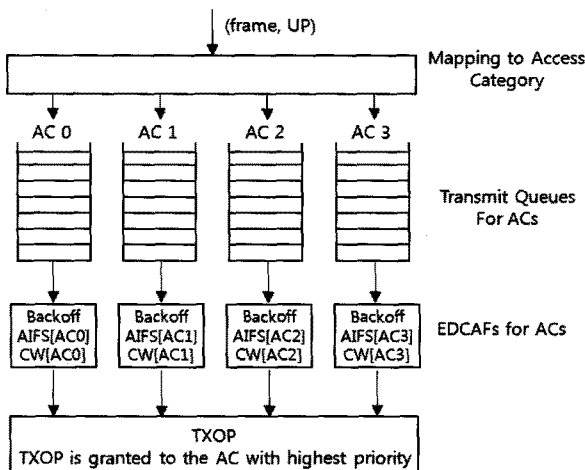 (frame, UP)
Mapping to Access
Category
AC 0 AC 1 AC 2 AC 3
Transmit Queues
For ACs
Backoff Backoff Backoff Backoff
AIFS[AC0] AIFS[AC1] AIFS[AC2] AIFS[AC3]
CW[AC0] CW[AC1] CW[AC2] CW[AC3]
EDCAFs for ACs
TXOP
TXOP is granted to the AC with highest priority